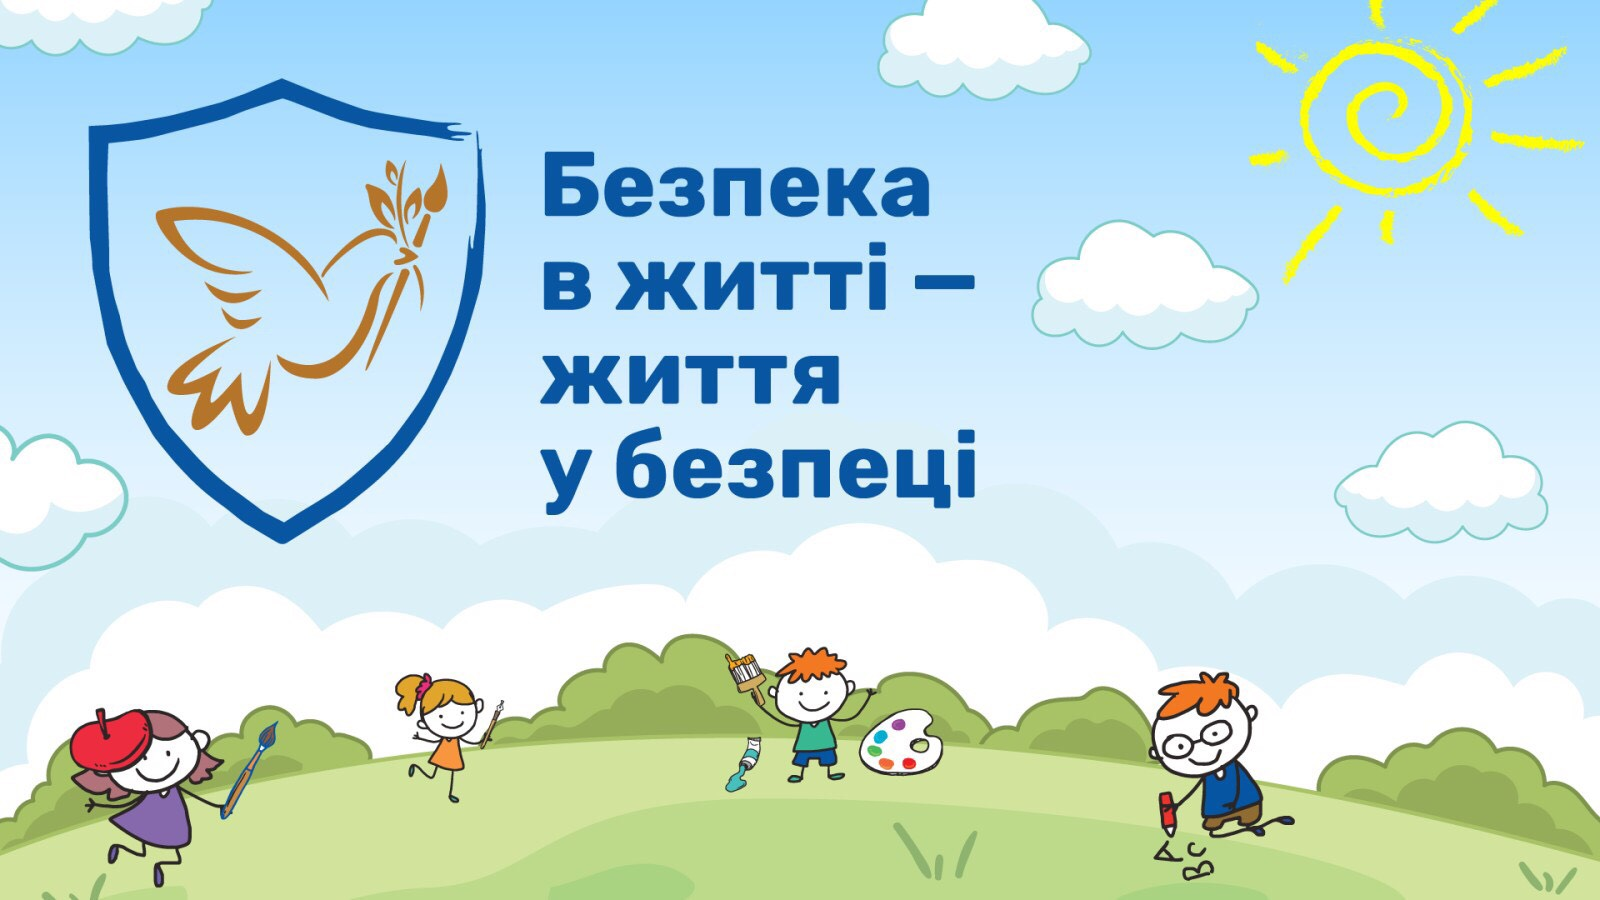 Безпека
в житті —
життя
у безпеці
A
B c